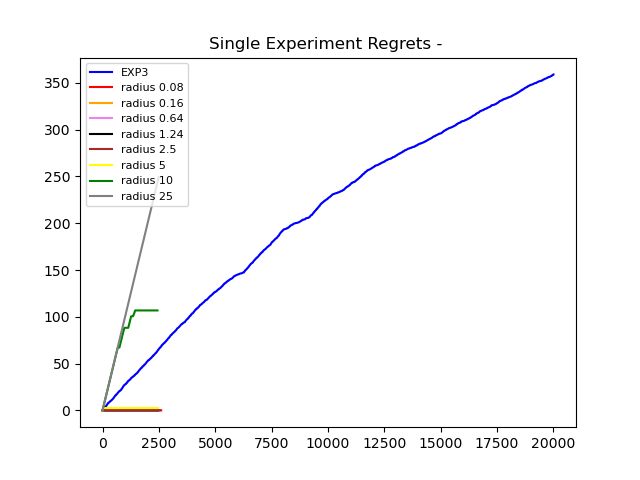 Single Experiment Regrets -
EXP3
radius 0.08
radius 0.16
radius 0.64
radius 1.24
radius 2.5
radius 5
radius 10
radius 25
350
300
250
200
150
100
50
0
0 2500 5000 7500 10000 12500 15000 17500 20000